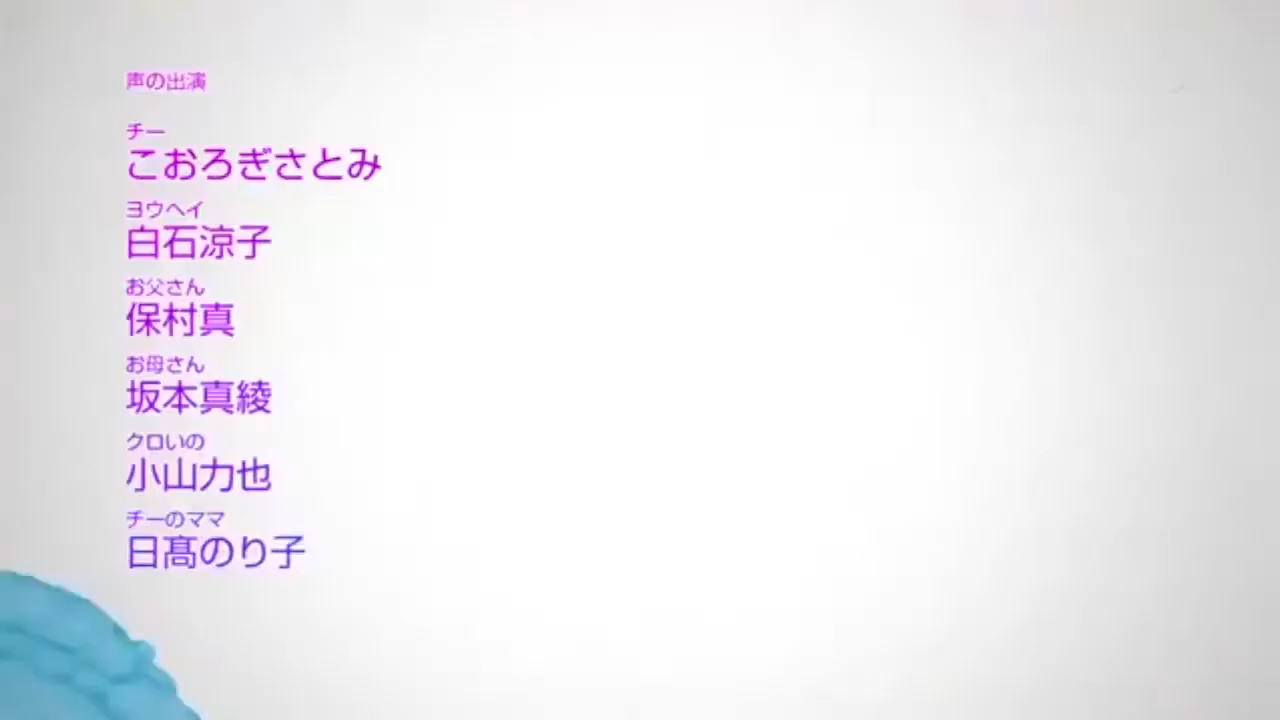 声の出演
チー
こおろぎさとみ
ヨウヘイ
白石涼子
お父さん
保村真
お母さん
坂本真綾
クロいの
小山力也
チーのママ
日髙のり子